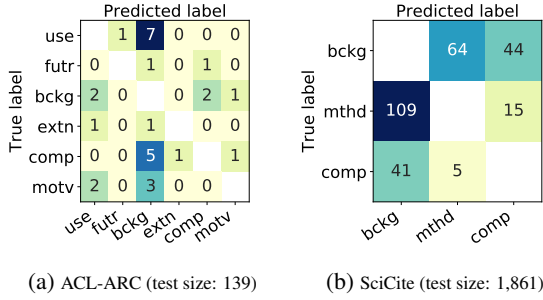 Predicted label
True label
use 1 7 0 0 0
futr 0 1 0 1 0
bckg 2 0 0 2 1
extn 1 0 1 0 0
comp 0 0 5 1 1
motv 2 0 3 0 0
use futr bckg extn comp motv
(a) ACL-ARC (test size: 139)
Predicted label
True label
bckg 64 44
mthd 109 15
comp 41 5
bckg mthd comp
(b) SciCite (test size: 1,861)